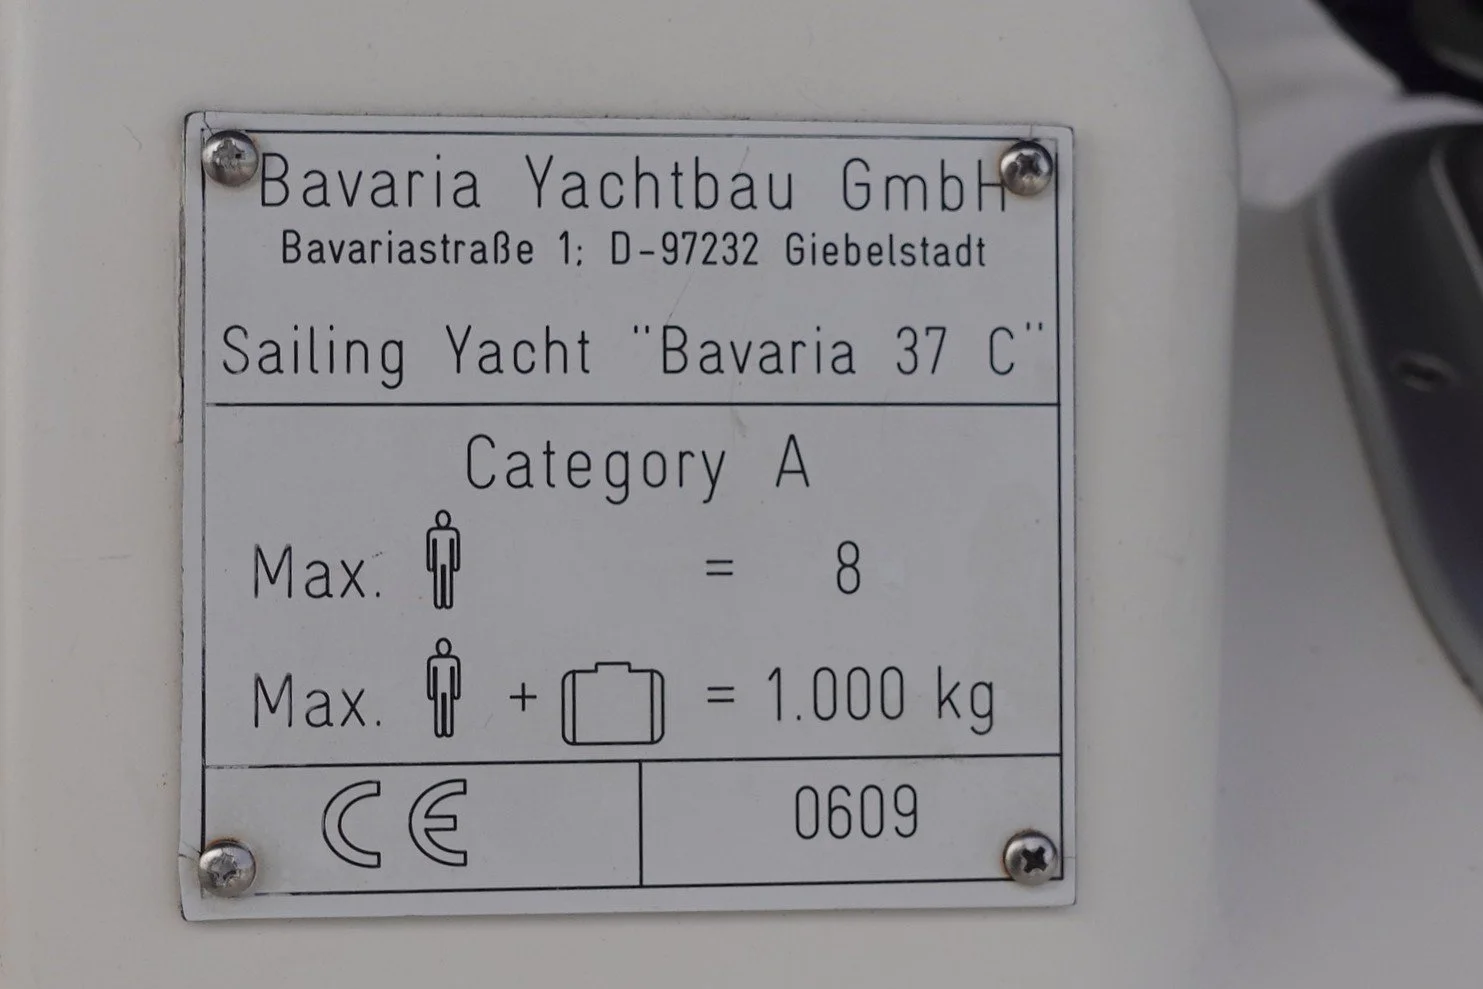 Bavaria Yachtbau GmbH
Bavariastraße 1; D-97232 Giebelstadt
Sailing Yacht "Bavaria 37 C"
Category A
Max. = 8
Max. + = 1.000 kg
CE 0609